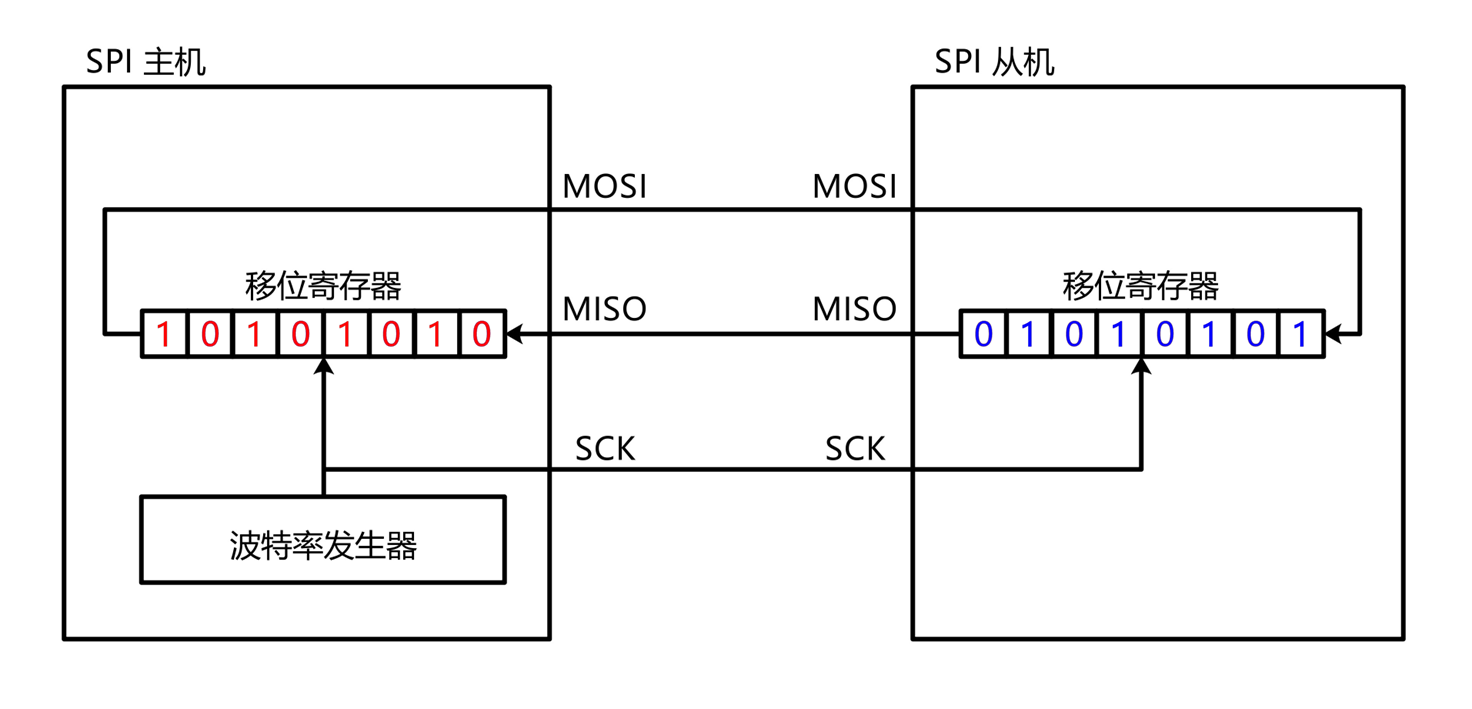 SPI 主机
SPI 从机
MOSI
MOSI
移位寄存器
移位寄存器
MISO
MISO
1 0 1 0 1 0 1 0
0 1 0 1 0 1 0 1
SCK
SCK
波特率发生器